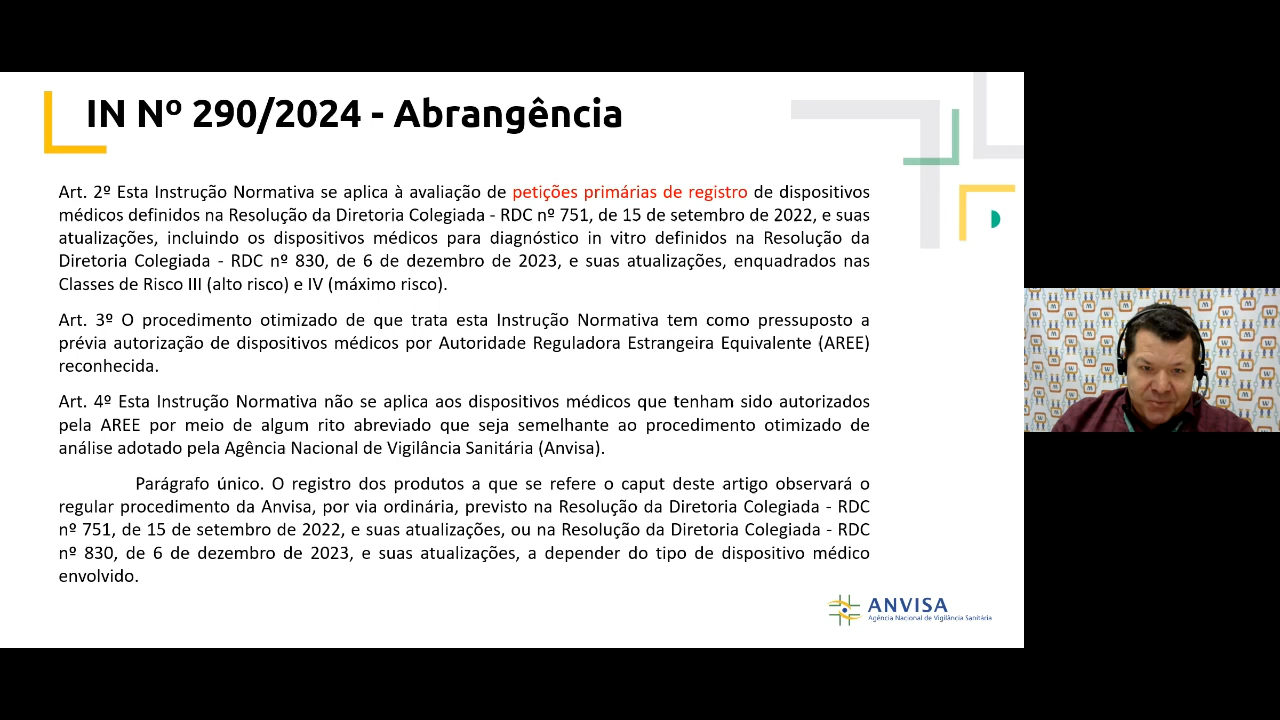 IN Nº 290/2024 - Abrangência
Art. 2º Esta Instrução Normativa se aplica à avaliação de petições primárias de registro de dispositivos
médicos definidos na Resolução da Diretoria Colegiada - RDC nº 751, de 15 de setembro de 2022, e suas
atualizações, incluindo os dispositivos médicos para diagnóstico in vitro definidos na Resolução da
Diretoria Colegiada - RDC nº 830, de 6 de dezembro de 2023, e suas atualizações, enquadrados nas
Classes de Risco III (alto risco) e IV (máximo risco).
Art. 3º O procedimento otimizado de que trata esta Instrução Normativa tem como pressuposto a
prévia autorização de dispositivos médicos por Autoridade Reguladora Estrangeira Equivalente (AREE)
reconhecida.
Art. 4º Esta Instrução Normativa não se aplica aos dispositivos médicos que tenham sido autorizados
pela AREE por meio de algum rito abreviado que seja semelhante ao procedimento otimizado de
análise adotado pela Agência Nacional de Vigilância Sanitária (Anvisa).
Parágrafo único. O registro dos produtos a que se refere o caput deste artigo observará o
regular procedimento da Anvisa, por via ordinária, previsto na Resolução da Diretoria Colegiada - RDC
nº 751, de 15 de setembro de 2022, e suas atualizações, ou na Resolução da Diretoria Colegiada - RDC
nº 830, de 6 de dezembro de 2023, e suas atualizações, a depender do tipo de dispositivo médico
envolvido.
ANVISA
Agência Nacional de Vigilância Sanitária